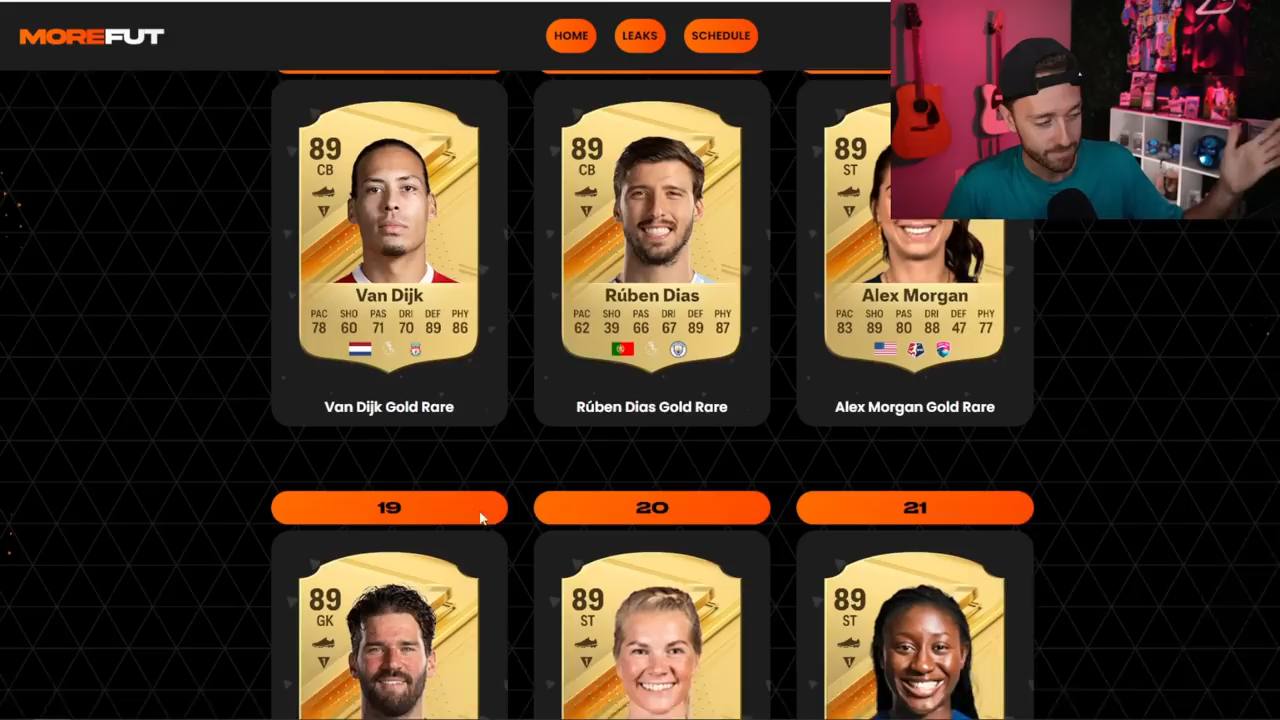 MOREFUT
HOME
LEAKS
SCHEDULE
89
CB
Van Dijk
PAC SHO PAS DRI DEF PHY
78 60 71 70 89 86
Van Dijk Gold Rare
89
CB
Rúben Dias
PAC SHO PAS DRI DEF PHY
62 39 66 67 89 87
Rúben Dias Gold Rare
89
ST
Alex Morgan
PAC SHO PAS DRI DEF PHY
83 89 80 88 47 77
Alex Morgan Gold Rare
19
20
21
89
GK
89
ST
89
ST